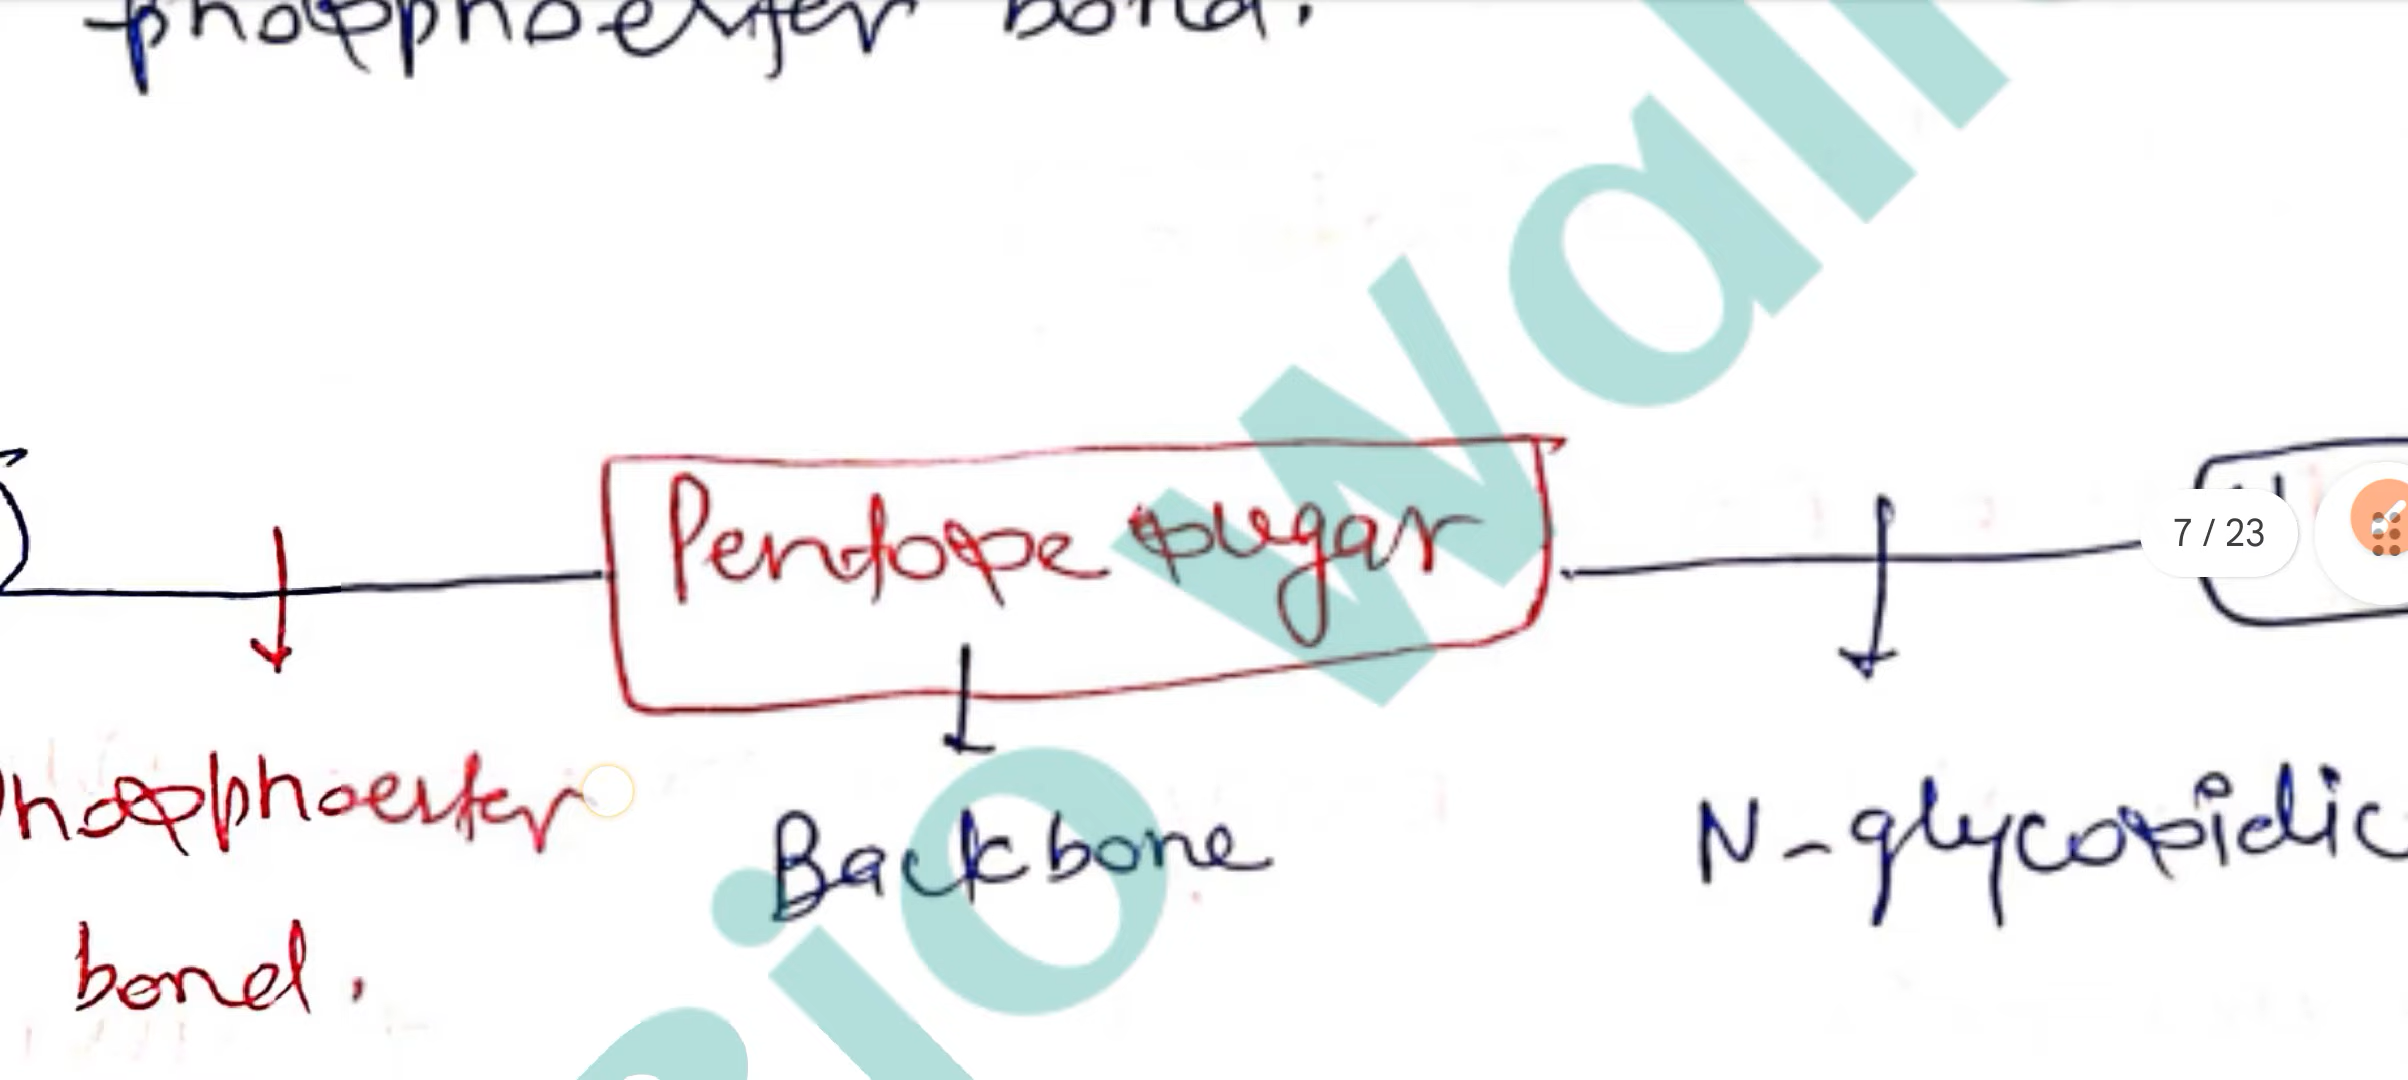 phosphoester bond.
Pentose sugar
7 / 23
Phosphoester
Backbone
N-glycosidic
bond.